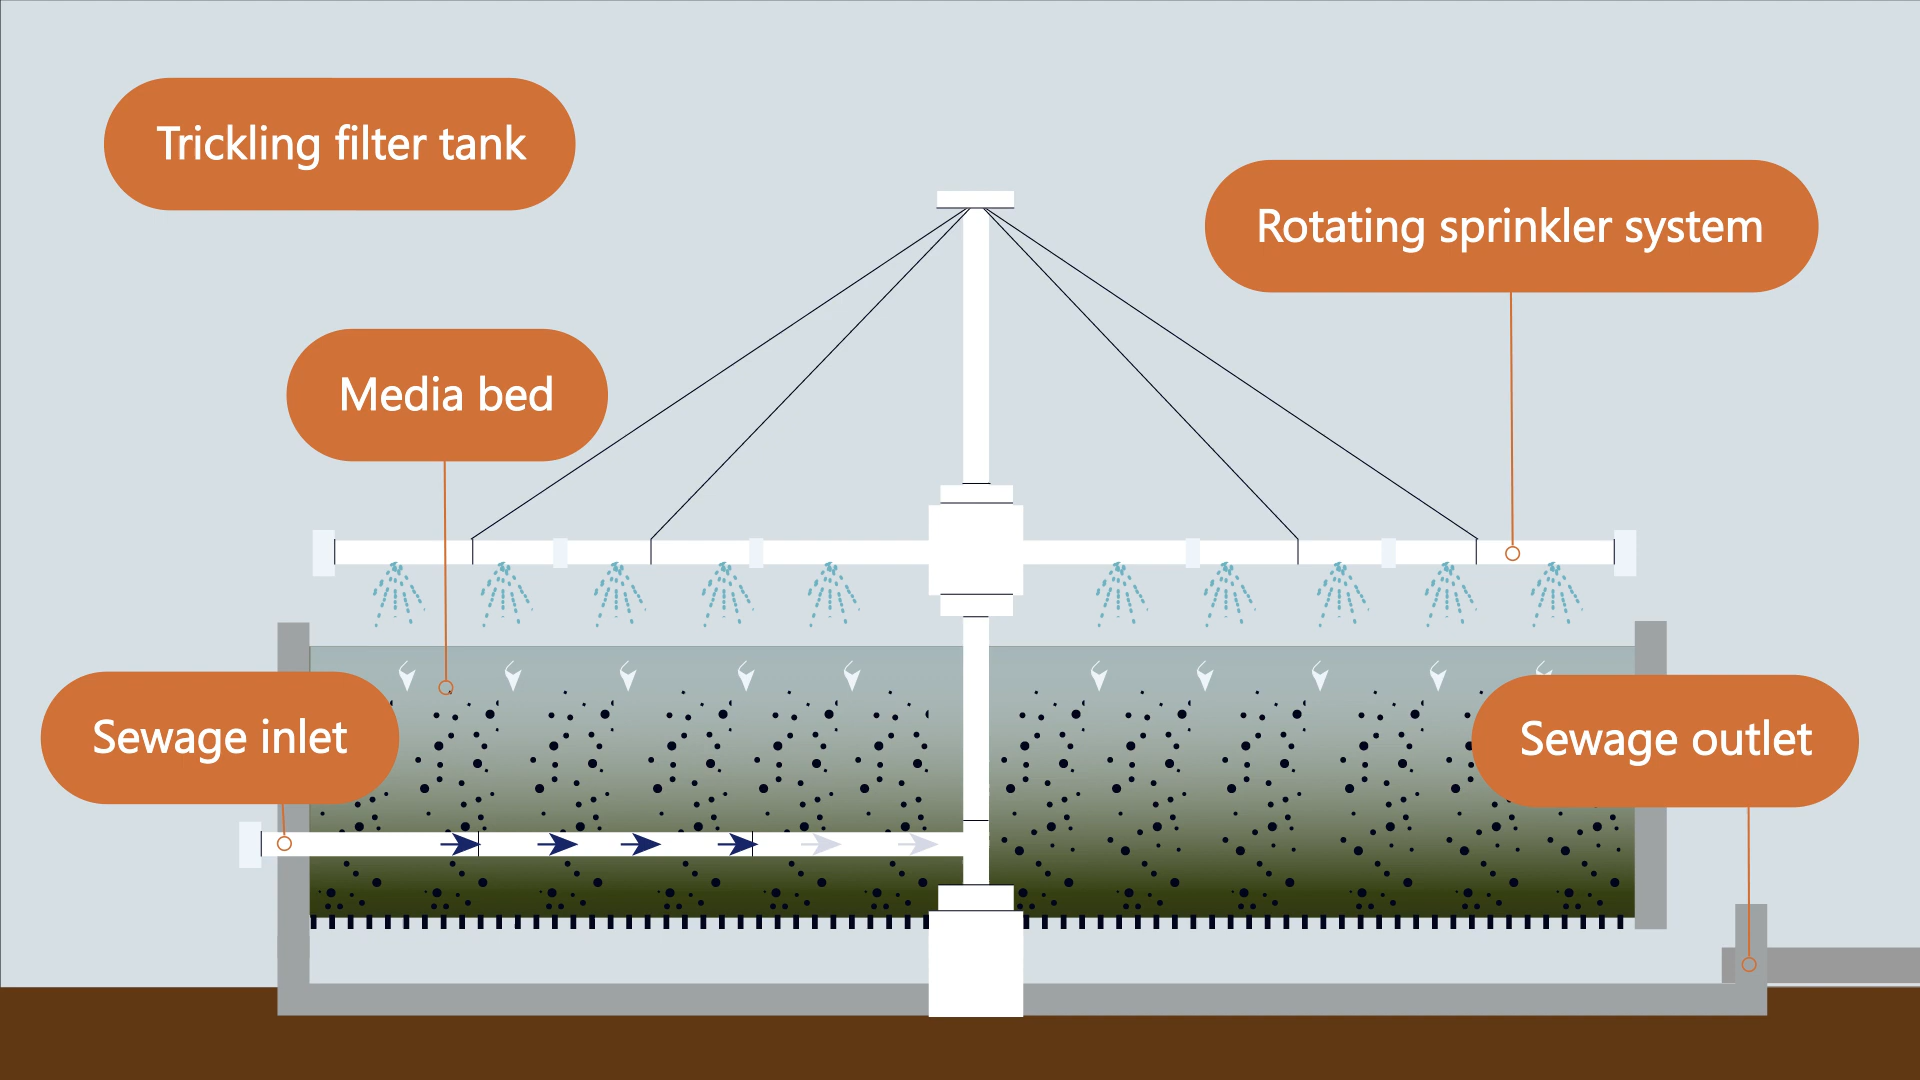 Trickling filter tank
Rotating sprinkler system
Media bed
Sewage inlet
Sewage outlet